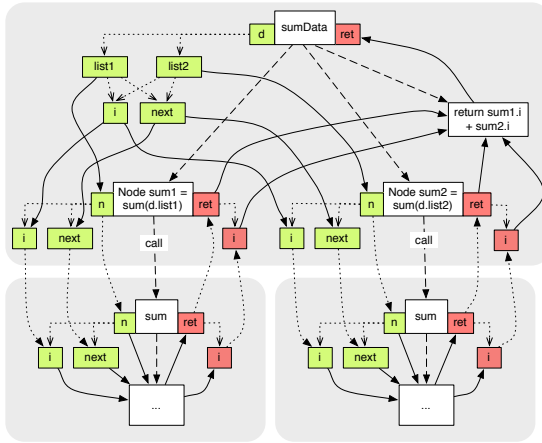 d sumData ret
list1 list2
i next
return sum1.i
+ sum2.i
n Node sum1 =
sum(d.list1) ret
n Node sum2 =
sum(d.list2) ret
i next i
i next i
call call
n sum ret
n sum ret
i next i
i next i
...
...